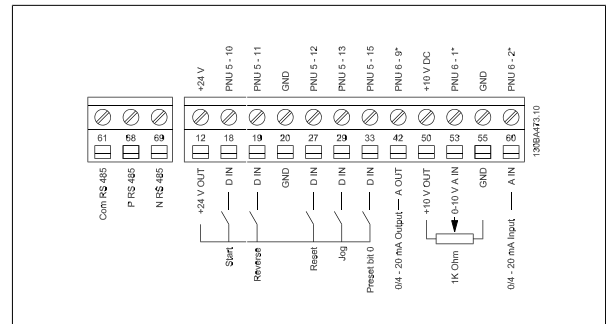 +24 V
PNU 5 - 10
PNU 5 - 11
GND
PNU 5 - 12
PNU 5 - 13
PNU 5 - 15
PNU 6 - 9*
+10 V DC
PNU 6 - 1*
GND
PNU 6 - 2*
61 68 69
12 18 19 20 27 29 33 42 50 53 55 60
Com RS 485
P RS 485
N RS 485
+24 V OUT
D IN
D IN
GND
D IN
D IN
D IN
A OUT
+10 V OUT
0-10 V A IN
GND
A IN
Start
Reverse
Reset
Jog
Preset bit 0
0/4 - 20 mA Output
1K Ohm
0/4 - 20 mA Input
130BA473.10